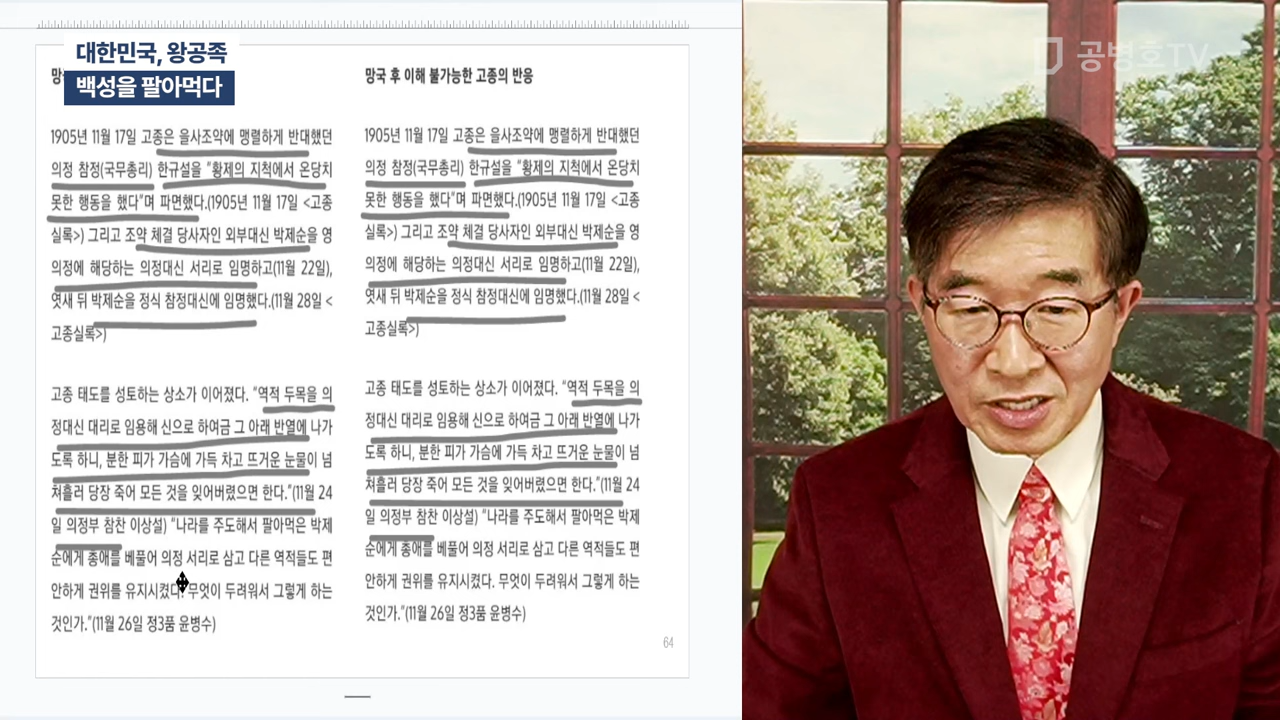 대한민국, 왕공족
백성을 팔아먹다
공병호TV
망
1905년 11월 17일 고종은 을사조약에 맹렬하게 반대했던
의정 참정(국무총리) 한규설을 “황제의 지척에서 온당치
못한 행동을 했다”며 파면했다.(1905년 11월 17일 <고종
실록>) 그리고 조약 체결 당사자인 외부대신 박제순을 영
의정에 해당하는 의정대신 서리로 임명하고(11월 22일),
엿새 뒤 박제순을 정식 참정대신에 임명했다.(11월 28일 <
고종실록>)
고종 태도를 성토하는 상소가 이어졌다. “역적 두목을 의
정대신 대리로 임용해 신으로 하여금 그 아래 반열에 나가
도록 하니, 분한 피가 가슴에 가득 차고 뜨거운 눈물이 넘
쳐흘러 당장 죽어 모든 것을 잊어버렸으면 한다.”(11월 24
일 의정부 참찬 이상설) “나라를 주도해서 팔아먹은 박제
순에게 총애를 베풀어 의정 서리로 삼고 다른 역적들도 편
안하게 권위를 유지시켰다. 무엇이 두려워서 그렇게 하는
것인가.”(11월 26일 정3품 윤병수)
망국 후 이해 불가능한 고종의 반응
1905년 11월 17일 고종은 을사조약에 맹렬하게 반대했던
의정 참정(국무총리) 한규설을 “황제의 지척에서 온당치
못한 행동을 했다”며 파면했다.(1905년 11월 17일 <고종
실록>) 그리고 조약 체결 당사자인 외부대신 박제순을 영
의정에 해당하는 의정대신 서리로 임명하고(11월 22일),
엿새 뒤 박제순을 정식 참정대신에 임명했다.(11월 28일 <
고종실록>)
고종 태도를 성토하는 상소가 이어졌다. “역적 두목을 의
정대신 대리로 임용해 신으로 하여금 그 아래 반열에 나가
도록 하니, 분한 피가 가슴에 가득 차고 뜨거운 눈물이 넘
쳐흘러 당장 죽어 모든 것을 잊어버렸으면 한다.”(11월 24
일 의정부 참찬 이상설) “나라를 주도해서 팔아먹은 박제
순에게 총애를 베풀어 의정 서리로 삼고 다른 역적들도 편
안하게 권위를 유지시켰다. 무엇이 두려워서 그렇게 하는
것인가.”(11월 26일 정3품 윤병수)
64